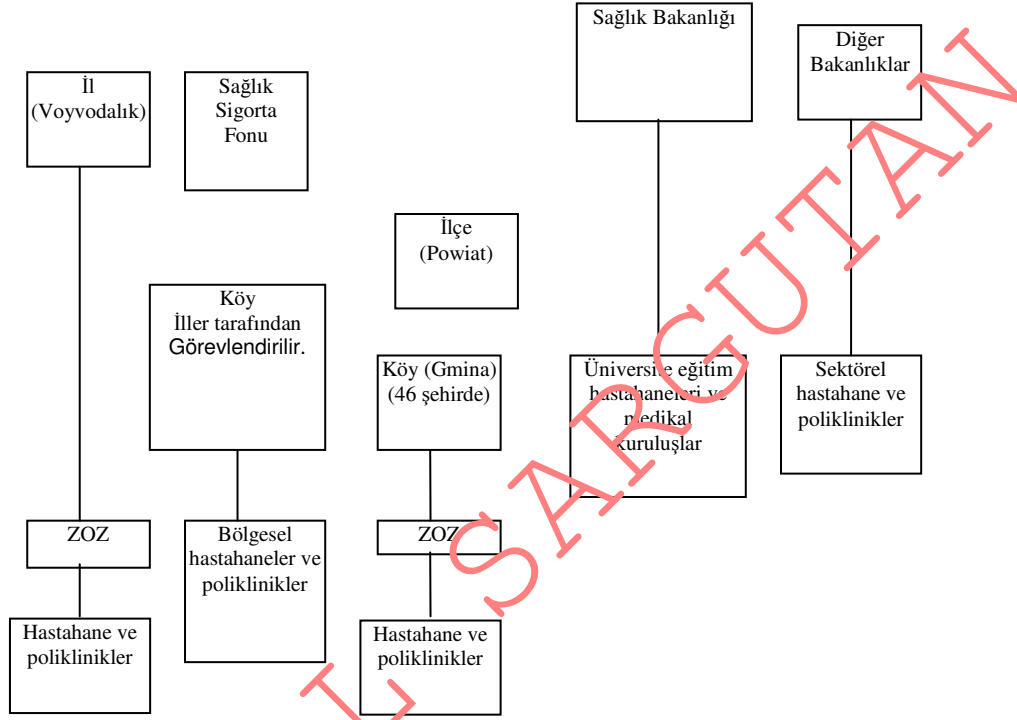 Sağlık Bakanlığı
Diğer
Bakanlıklar
İl
(Voyvodalık)
Sağlık
Sigorta
Fonu
İlçe
(Powiat)
Köy
İller tarafından
Görevlendirilir.
Köy (Gmina)
(46 şehirde)
Üniversite eğitim
hastahaneleri ve
medikal
kuruluşlar
Sektörel
hastahane ve
poliklinikler
ZOZ
Bölgesel
hastahaneler ve
poliklinikler
ZOZ
Hastahane ve
poliklinikler
Hastahane ve
poliklinikler
L SARGUTAN